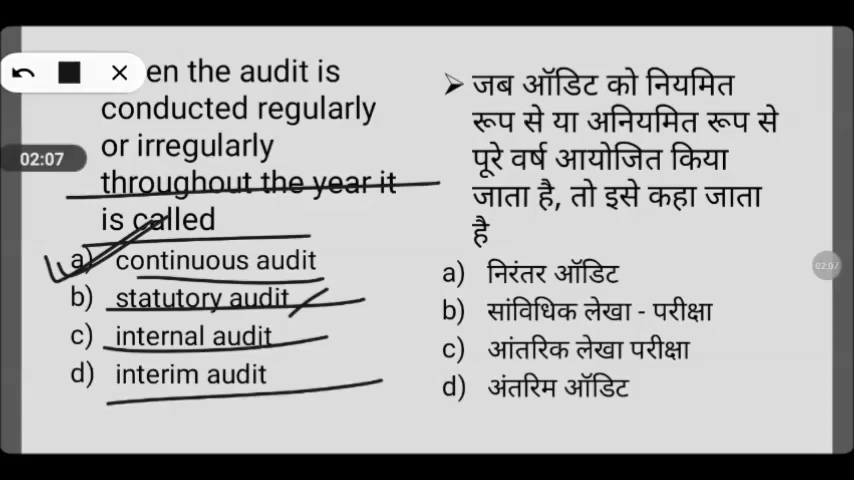 en the audit is
conducted regularly
or irregularly
throughout the year it
is called
a) continuous audit
b) statutory audit
c) internal audit
d) interim audit
02:07
➤ जब ऑडिट को नियमित
रूप से या अनियमित रूप से
पूरे वर्ष आयोजित किया
जाता है, तो इसे कहा जाता
है
a) निरंतर ऑडिट
b) सांविधिक लेखा - परीक्षा
c) आंतरिक लेखा परीक्षा
d) अंतरिम ऑडिट
02:07